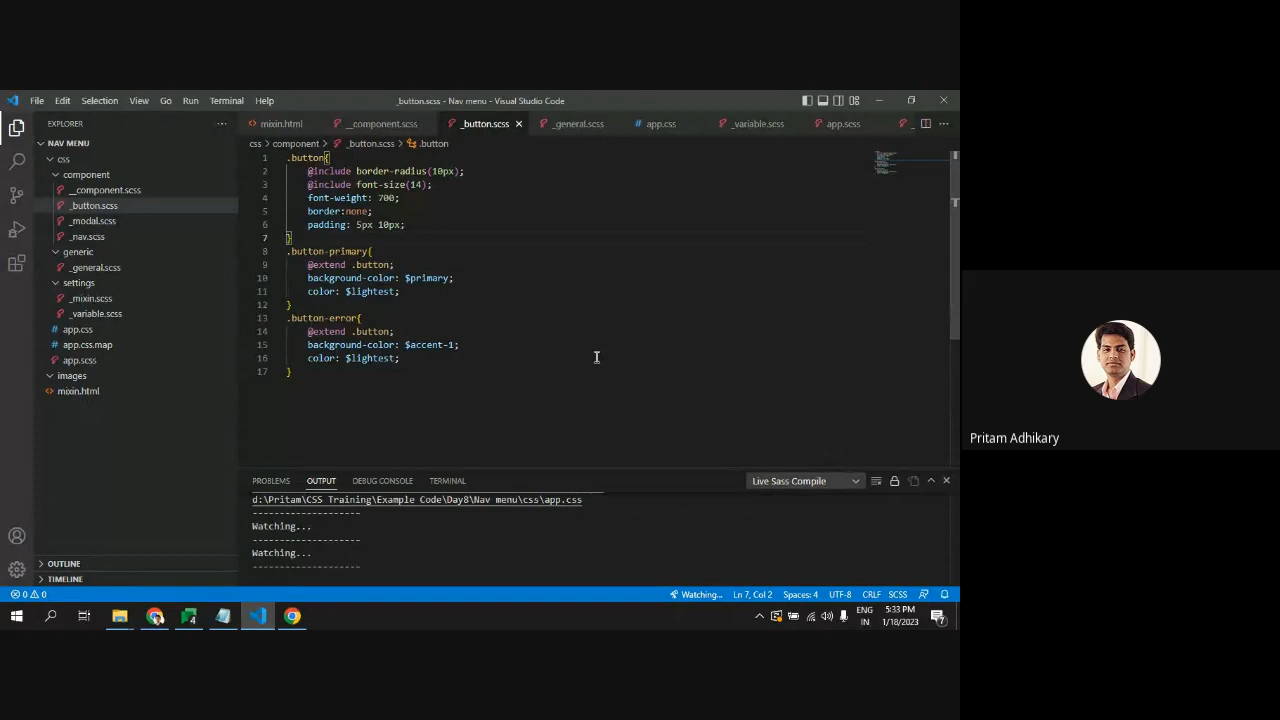 File Edit Selection View Go Run Terminal Help
_button.scss - Nav menu - Visual Studio Code
EXPLORER
mixin.html
__component.scss
_button.scss
_general.scss
app.css
_variable.scss
app.scss
NAV MENU
css
component
__component.scss
_button.scss
_modal.scss
_nav.scss
generic
_general.scss
settings
_mixin.scss
_variable.scss
app.css
app.css.map
app.scss
images
mixin.html
OUTLINE
TIMELINE
css > component > _button.scss > .button
1 .button{
2 @include border-radius(10px);
3 @include font-size(14);
4 font-weight: 700;
5 border:none;
6 padding: 5px 10px;
7 }
8 .button-primary{
9 @extend .button;
10 background-color: $primary;
11 color: $lightest;
12 }
13 .button-error{
14 @extend .button;
15 background-color: $accent-1;
16 color: $lightest;
17 }
PROBLEMS OUTPUT DEBUG CONSOLE TERMINAL
Live Sass Compile
d:\Pritam\CSS Training\Example Code\Day8\Nav menu\css\app.css
--------------------
Watching...
--------------------
Watching...
--------------------
0 0
Watching... Ln 7, Col 2 Spaces: 4 UTF-8 CRLF SCSS
4
ENG
IN
5:33 PM
1/18/2023
7
Pritam Adhikary